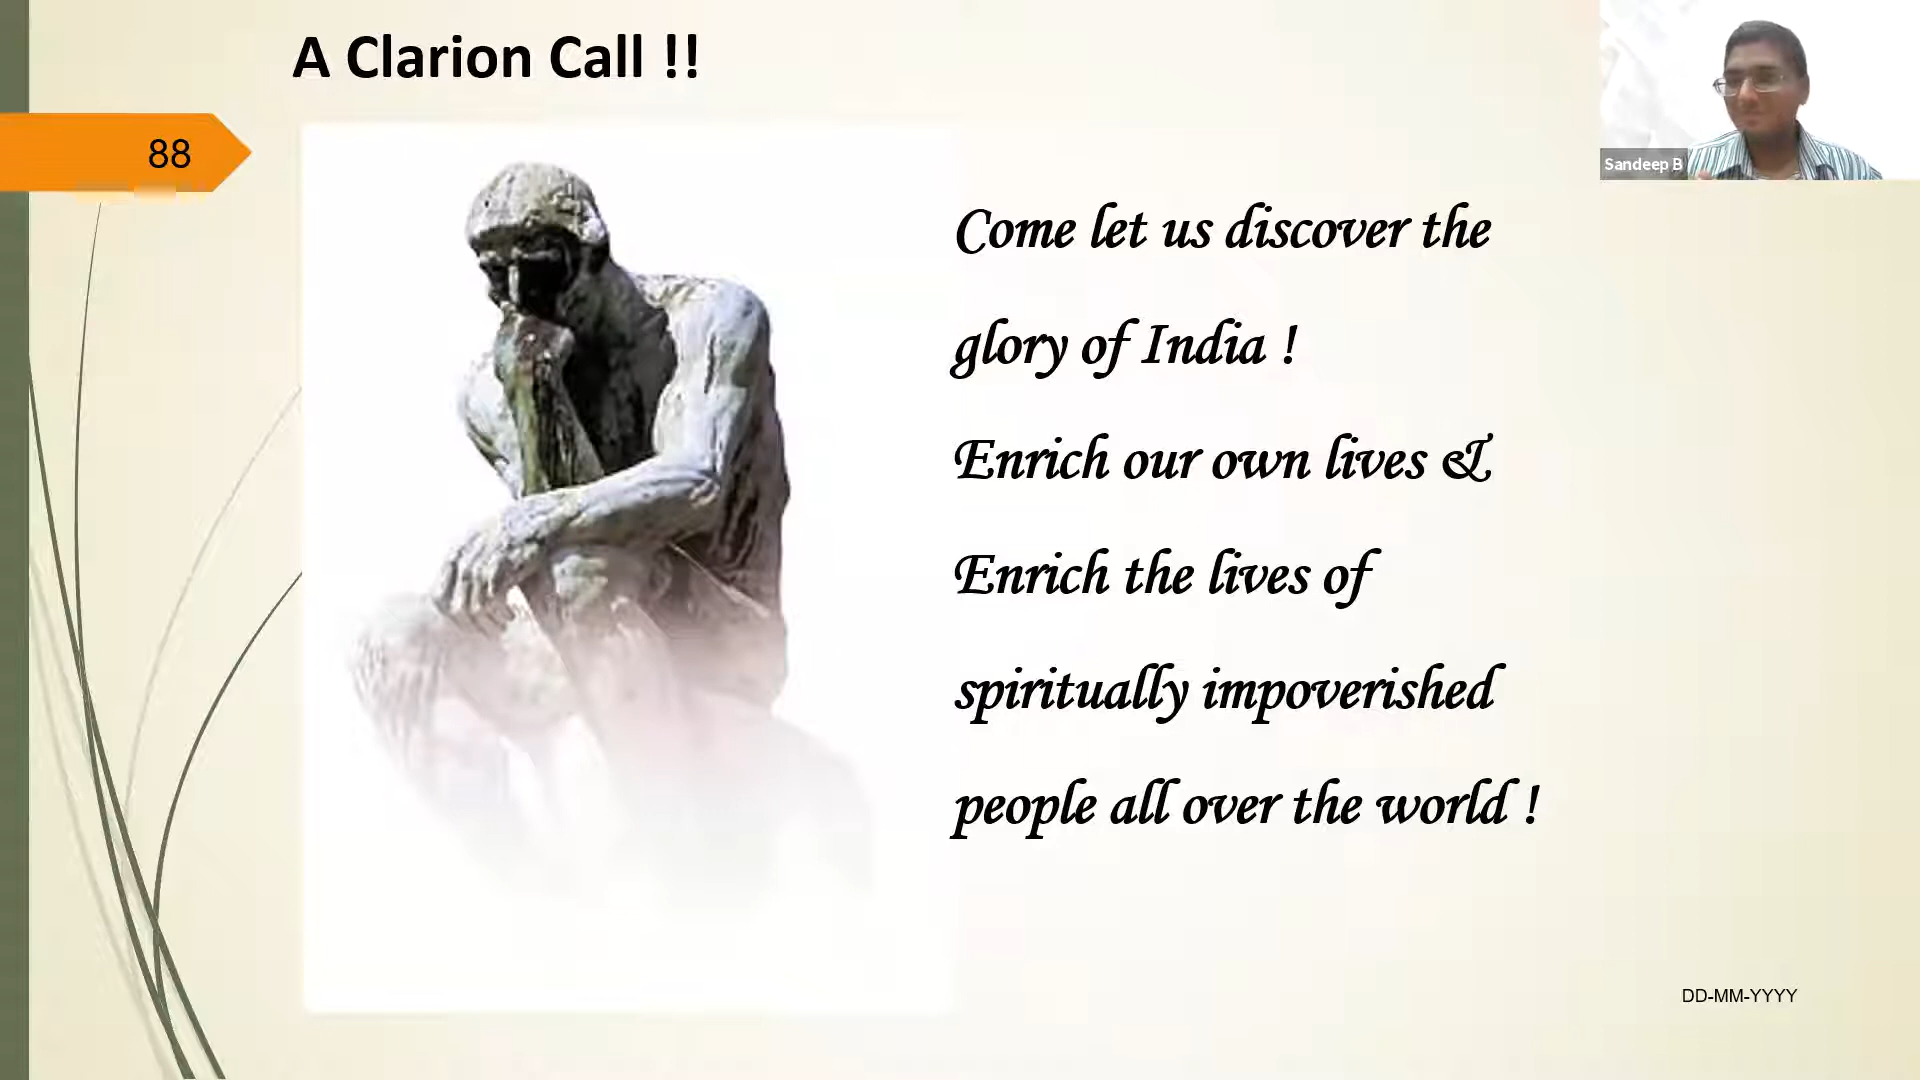 A Clarion Call !!
88
Sandeep B
Come let us discover the
glory of India !
Enrich our own lives &
Enrich the lives of
spiritually impoverished
people all over the world !
DD-MM-YYYY